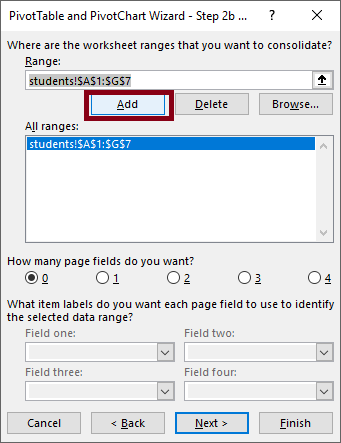 PivotTable and PivotChart Wizard - Step 2b ...
Where are the worksheet ranges that you want to consolidate?
Range:
students!$A$1:$G$7
Add Delete Browse...
All ranges:
students!$A$1:$G$7
How many page fields do you want?
0 1 2 3 4
What item labels do you want each page field to use to identify
the selected data range?
Field one: Field two:
Field three: Field four:
Cancel < Back Next > Finish